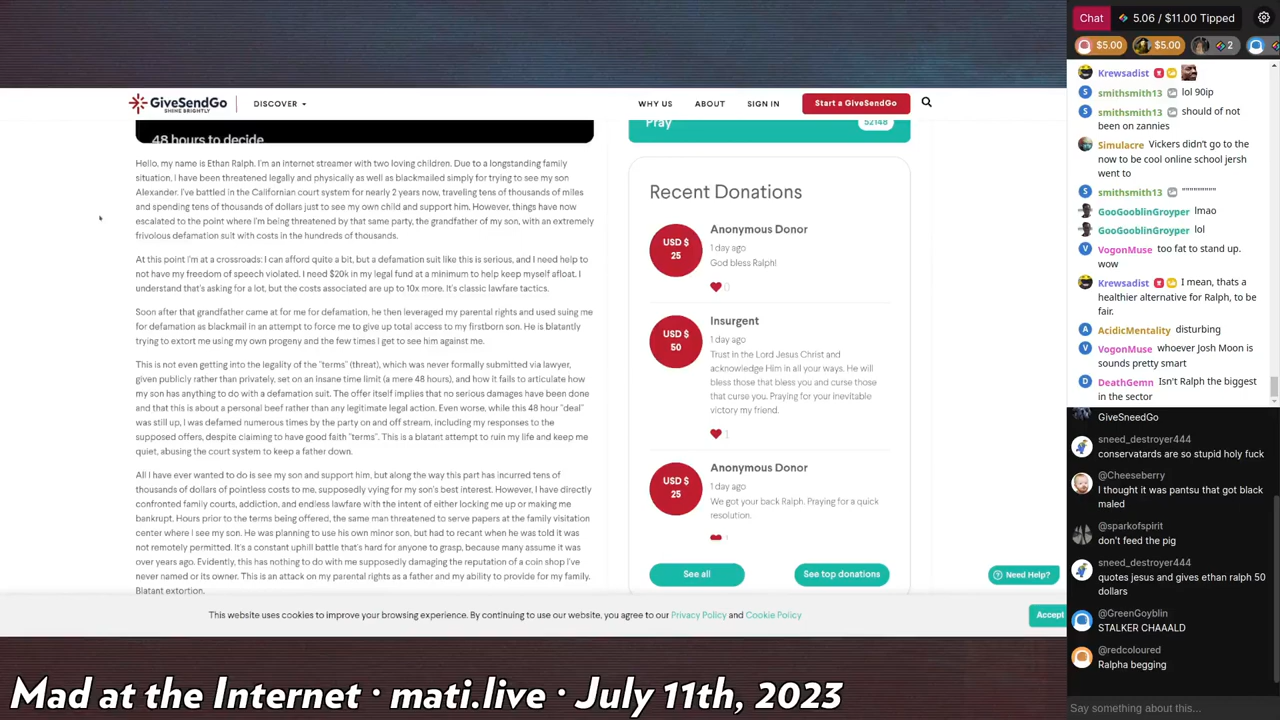 GiveSendGo
SHINE BRIGHTLY
DISCOVER
WHY US
ABOUT
SIGN IN
Start a GiveSendGo
48 hours to decide
Hello, my name is Ethan Ralph. I'm an internet streamer with two loving children. Due to a longstanding family
situation, I have been threatened legally and physically as well as blackmailed simply for trying to see my son
Alexander. I've battled in the Californian court system for nearly 2 years now, traveling tens of thousands of miles
and spending tens of thousands of dollars just to see my own child and support him. However, things have now
escalated to the point where I'm being threatened by that same party, the grandfather of my son, with an extremely
frivolous defamation suit with costs in the hundreds of thousands.
At this point I'm at a crossroads: I can afford quite a bit, but a defamation suit like this is serious, and I need help to
not have my freedom of speech violated. I need $20k in my legal fund at a minimum to help keep myself afloat. I
understand that's asking for a lot, but the costs associated are up to 10x more. It's classic lawfare tactics.
Soon after that grandfather came at for me for defamation, he then leveraged my parental rights and used suing me
for defamation as blackmail in an attempt to force me to give up total access to my firstborn son. He is blatantly
trying to extort me using my own progeny and the few times I get to see him against me.
This is not even getting into the legality of the "terms" (threat), which was never formally submitted via lawyer,
given publicly rather than privately, set on an insane time limit (a mere 48 hours), and how it fails to articulate how
my son has anything to do with a defamation suit. The offer itself implies that no serious damages have been done
and that this is about a personal beef rather than any legitimate legal action. Even worse, while this 48 hour "deal"
was still up, I was defamed numerous times by the party on and off stream, including my responses to the
supposed offers, despite claiming to have good faith "terms". This is a blatant attempt to ruin my life and keep me
quiet, abusing the court system to keep a father down.
All I have ever wanted to do is see my son and support him, but along the way this part has incurred tens of
thousands of dollars of pointless costs to me, supposedly vying for my son's best interest. However, I have directly
confronted family courts, addiction, and endless lawfare with the intent of either locking me up or making me
bankrupt. Hours prior to the terms being offered, the same man threatened to serve papers at the family visitation
center where I see my son. He was planning to use his own minor son, but had to recant when he was told it was
not remotely permitted. It's a constant uphill battle that's hard for anyone to grasp, because many assume it was
over years ago. Evidently, this has nothing to do with me supposedly damaging the reputation of a coin shop I've
never named or its owner. This is an attack on my parental rights as a father and my ability to provide for my family.
Blatant extortion.
Pray
52148
Recent Donations
USD $
25
Anonymous Donor
1 day ago
God bless Ralph!
0
USD $
50
Insurgent
1 day ago
Trust in the Lord Jesus Christ and
acknowledge Him in all your ways. He will
bless those that bless you and curse those
that curse you. Praying for your inevitable
victory my friend.
1
USD $
25
Anonymous Donor
1 day ago
We got your back Ralph. Praying for a quick
resolution.
See all
See top donations
Need Help?
This website uses cookies to improve your browsing experience. By continuing to use our website, you agree to our Privacy Policy and Cookie Policy
Accept
Mad at the Internet · mati.live · July 11th, 2023
Chat
5.06 / $11.00 Tipped
$5.00
$5.00
2
Krewsadist
smithsmith13 lol 90ip
smithsmith13 should of not
been on zannies
Simulacre Vickers didn't go to the
now to be cool online school jersh
went to
smithsmith13 """""""""
GooGooblinGroyper lmao
GooGooblinGroyper lol
VogonMuse too fat to stand up.
wow
Krewsadist I mean, thats a
healthier alternative for Ralph, to be
fair.
AcidicMentality disturbing
VogonMuse whoever Josh Moon is
sounds pretty smart
DeathGemn Isn't Ralph the biggest
in the sector
GiveSneedGo
sneed_destroyer444
conservatards are so stupid holy fuck
@Cheeseberry
I thought it was pantsu that got black
maled
@sparkofspirit
don't feed the pig
sneed_destroyer444
quotes jesus and gives ethan ralph 50
dollars
@GreenGoyblin
STALKER CHAAALD
@redcoloured
Ralpha begging
Say something about this...